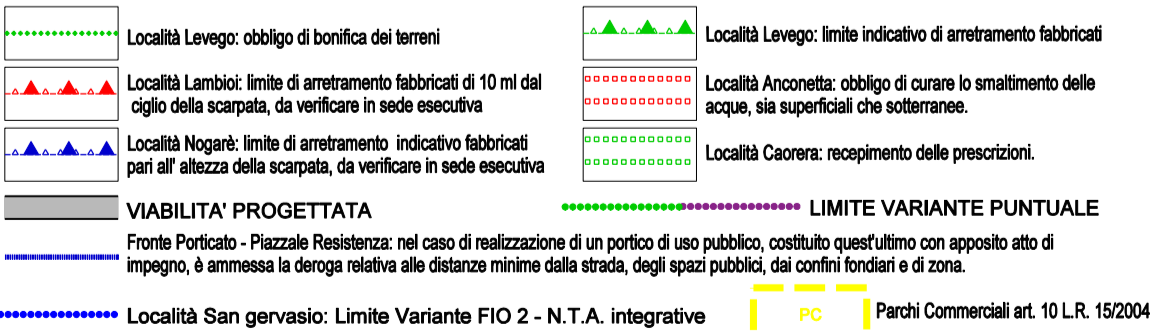 Località Levego: obbligo di bonifica dei terreni
Località Levego: limite indicativo di arretramento fabbricati
Località Lambioi: limite di arretramento fabbricati di 10 ml dal
ciglio della scarpata, da verificare in sede esecutiva
Località Anconetta: obbligo di curare lo smaltimento delle
acque, sia superficiali che sotterranee.
Località Nogarè: limite di arretramento indicativo fabbricati
pari all' altezza della scarpata, da verificare in sede esecutiva
Località Caorera: recepimento delle prescrizioni.
VIABILITA' PROGETTATA
LIMITE VARIANTE PUNTUALE
Fronte Porticato - Piazzale Resistenza: nel caso di realizzazione di un portico di uso pubblico, costituito quest'ultimo con apposito atto di
impegno, è ammessa la deroga relativa alle distanze minime dalla strada, degli spazi pubblici, dai confini fondiari e di zona.
Località San gervasio: Limite Variante FIO 2 - N.T.A. integrative
PC
Parchi Commerciali art. 10 L.R. 15/2004